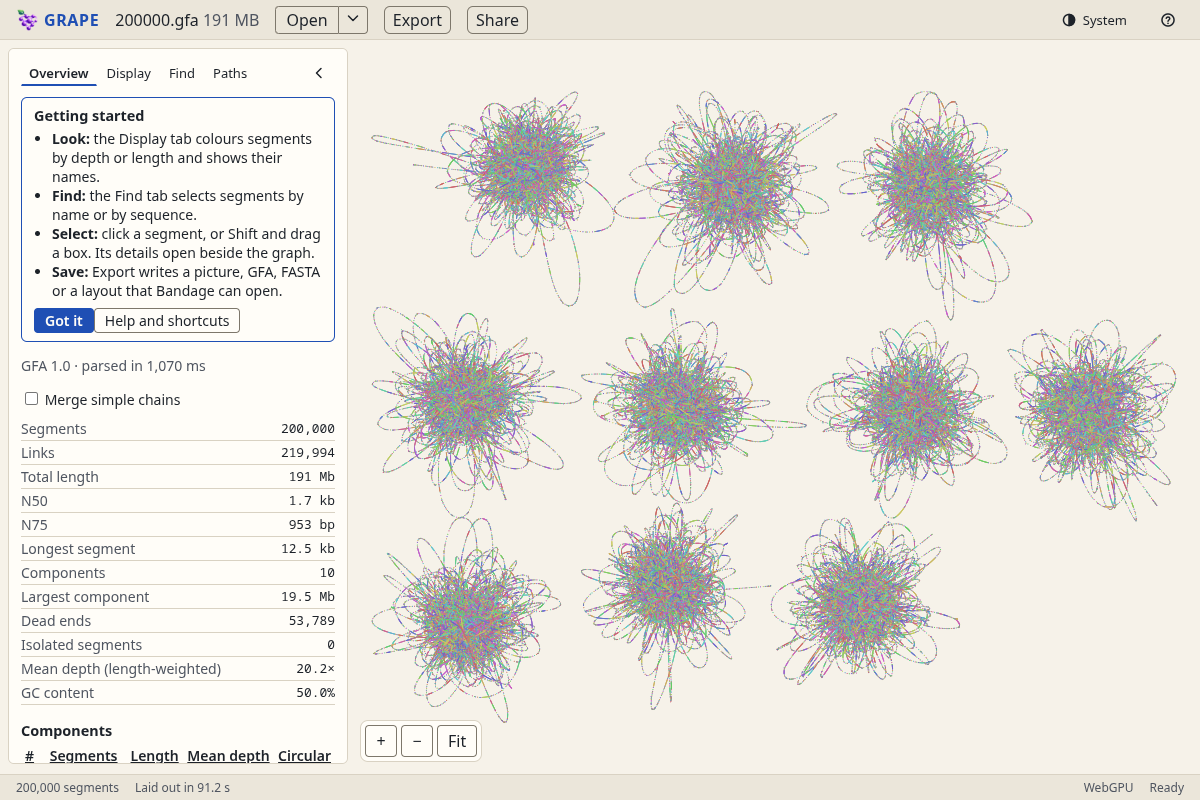 GRAPE 200000.gfa 191 MB Open Export Share System
Overview Display Find Paths
Getting started
Look: the Display tab colours segments
by depth or length and shows their
names.
Find: the Find tab selects segments by
name or by sequence.
Select: click a segment, or Shift and drag
a box. Its details open beside the graph.
Save: Export writes a picture, GFA, FASTA
or a layout that Bandage can open.
Got it Help and shortcuts
GFA 1.0 · parsed in 1,070 ms
Merge simple chains
Segments 200,000
Links 219,994
Total length 191 Mb
N50 1.7 kb
N75 953 bp
Longest segment 12.5 kb
Components 10
Largest component 19.5 Mb
Dead ends 53,789
Isolated segments 0
Mean depth (length-weighted) 20.2×
GC content 50.0%
Components
# Segments Length Mean depth Circular
+ − Fit
200,000 segments Laid out in 91.2 s WebGPU Ready